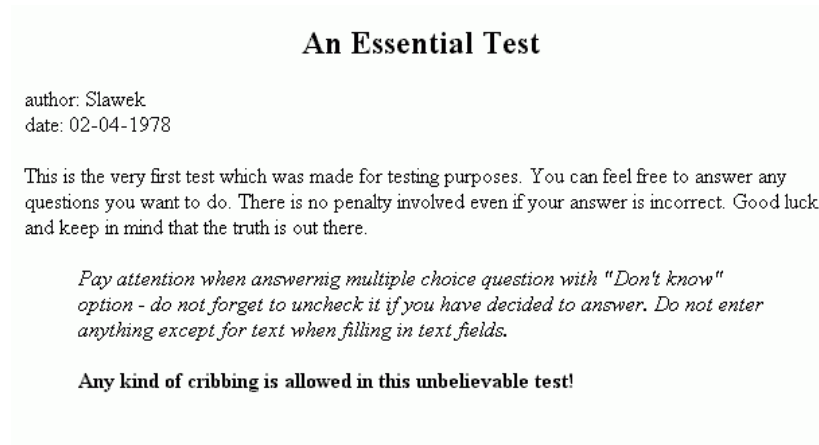 An Essential Test
author: Slawek
date: 02-04-1978
This is the very first test which was made for testing purposes. You can feel free to answer any
questions you want to do. There is no penalty involved even if your answer is incorrect. Good luck
and keep in mind that the truth is out there.
Pay attention when answernig multiple choice question with "Don't know"
option - do not forget to uncheck it if you have decided to answer. Do not enter
anything except for text when filling in text fields.
Any kind of cribbing is allowed in this unbelievable test!